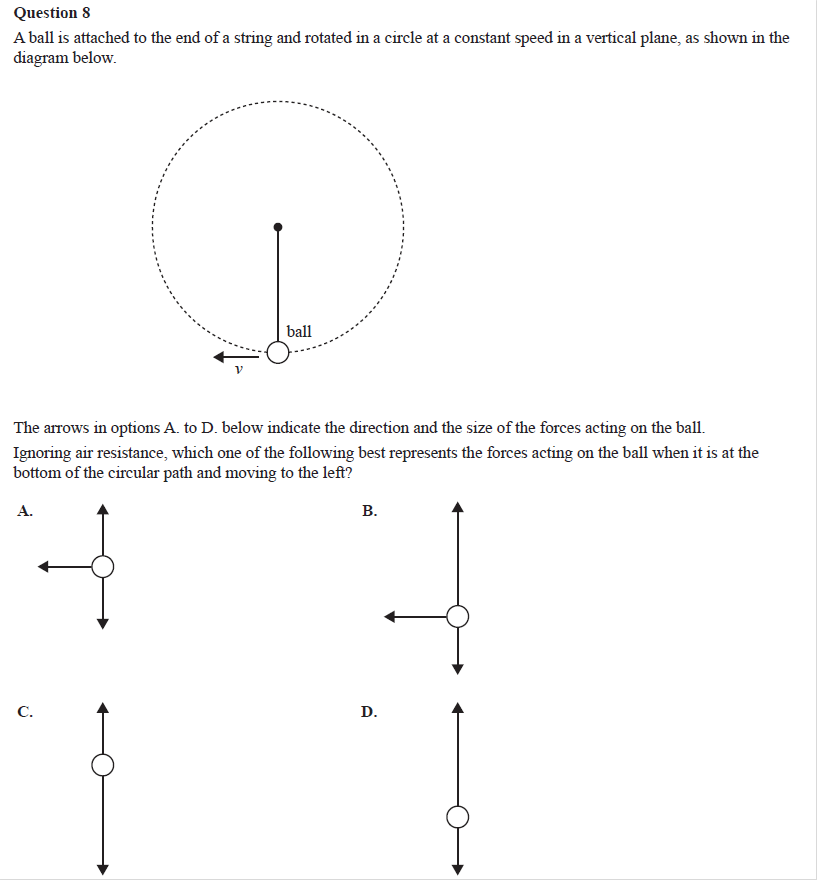 Question 8
A ball is attached to the end of a string and rotated in a circle at a constant speed in a vertical plane, as shown in the
diagram below.
ball
v
The arrows in options A. to D. below indicate the direction and the size of the forces acting on the ball.
Ignoring air resistance, which one of the following best represents the forces acting on the ball when it is at the
bottom of the circular path and moving to the left?
A.
B.
C.
D.